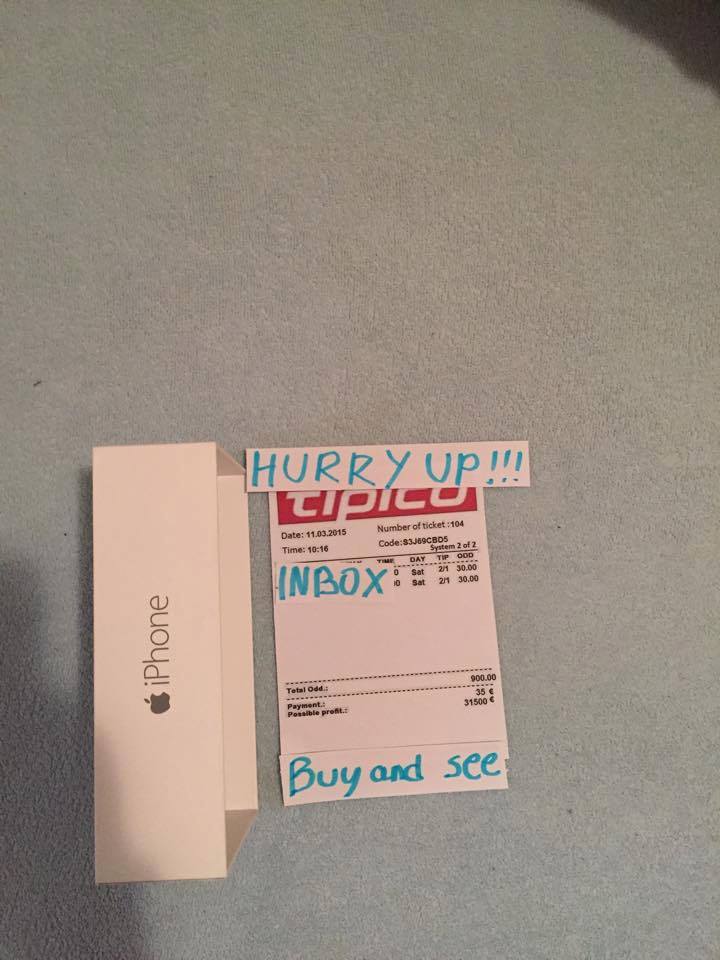 HURRY UP!!!
tipico
Date: 11.03.2015 Number of ticket :104
Time: 10:16 Code:S3J69CBD5
System 2 of 2
TIME DAY TIP ODD
0 Sat 2/1 30.00
INBOX 00 Sat 2/1 30.00
900.00
Total Odd.:
Payment.: 35 €
Possible profit.: 31500 €
Buy and see
iPhone